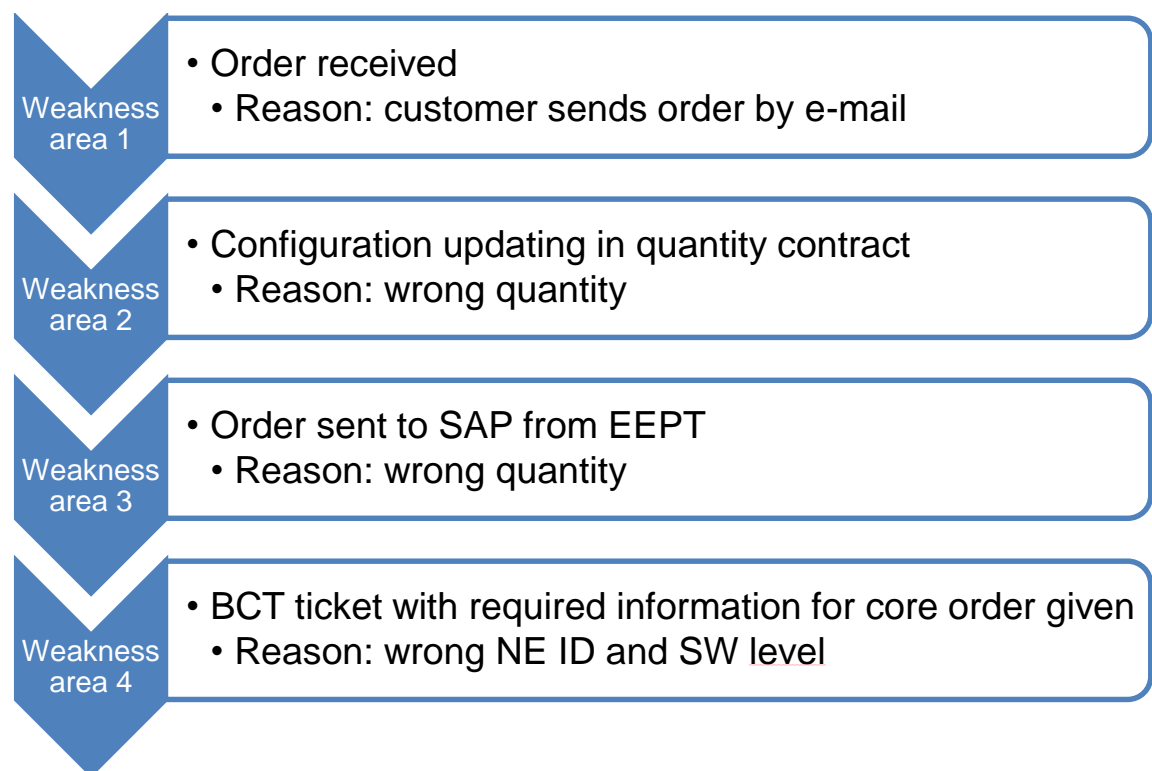 Weakness
area 1
• Order received
• Reason: customer sends order by e-mail
Weakness
area 2
• Configuration updating in quantity contract
• Reason: wrong quantity
Weakness
area 3
• Order sent to SAP from EEPT
• Reason: wrong quantity
Weakness
area 4
• BCT ticket with required information for core order given
• Reason: wrong NE ID and SW level